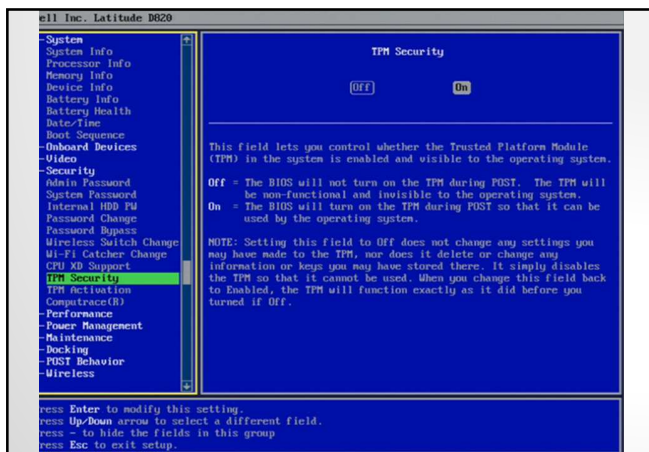 ell Inc. Latitude D820
-System
System Info
Processor Info
Memory Info
Device Info
Battery Info
Battery Health
Date/Time
Boot Sequence
-Onboard Devices
-Video
-Security
Admin Password
System Password
Internal HDD PW
Password Change
Password Bypass
Wireless Switch Change
Wi-Fi Catcher Change
CPU XD Support
TPM Security
TPM Activation
Computrace(R)
-Performance
-Power Management
-Maintenance
-Docking
-POST Behavior
-Wireless
TPM Security
Off On
This field lets you control whether the Trusted Platform Module
(TPM) in the system is enabled and visible to the operating system.
Off = The BIOS will not turn on the TPM during POST. The TPM will
be non-functional and invisible to the operating system.
On = The BIOS will turn on the TPM during POST so that it can be
used by the operating system.
NOTE: Setting this field to Off does not change any settings you
may have made to the TPM, nor does it delete or change any
information or keys you may have stored there. It simply disables
the TPM so that it cannot be used. When you change this field back
to Enabled, the TPM will function exactly as it did before you
turned if Off.
ress Enter to modify this setting.
ress Up/Down arrow to select a different field.
ress - to hide the fields in this group
ress Esc to exit setup.